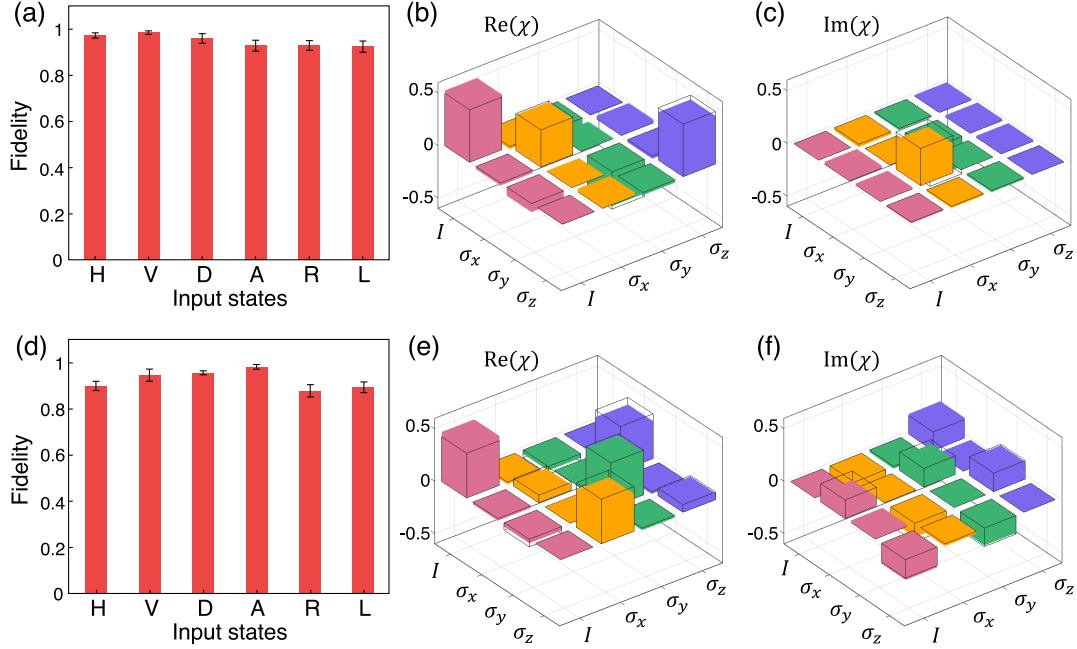 (a)
Fidelity
1
0.8
0.6
0.4
0.2
0
H V D A R L
Input states
(b)
Re(χ)
0.5
0
-0.5
I
σx
σy
σz
I
σx
σy
σz
(c)
Im(χ)
0.5
0
-0.5
I
σx
σy
σz
I
σx
σy
σz
(d)
Fidelity
1
0.8
0.6
0.4
0.2
0
H V D A R L
Input states
(e)
Re(χ)
0.5
0
-0.5
I
σx
σy
σz
I
σx
σy
σz
(f)
Im(χ)
0.5
0
-0.5
I
σx
σy
σz
I
σx
σy
σz